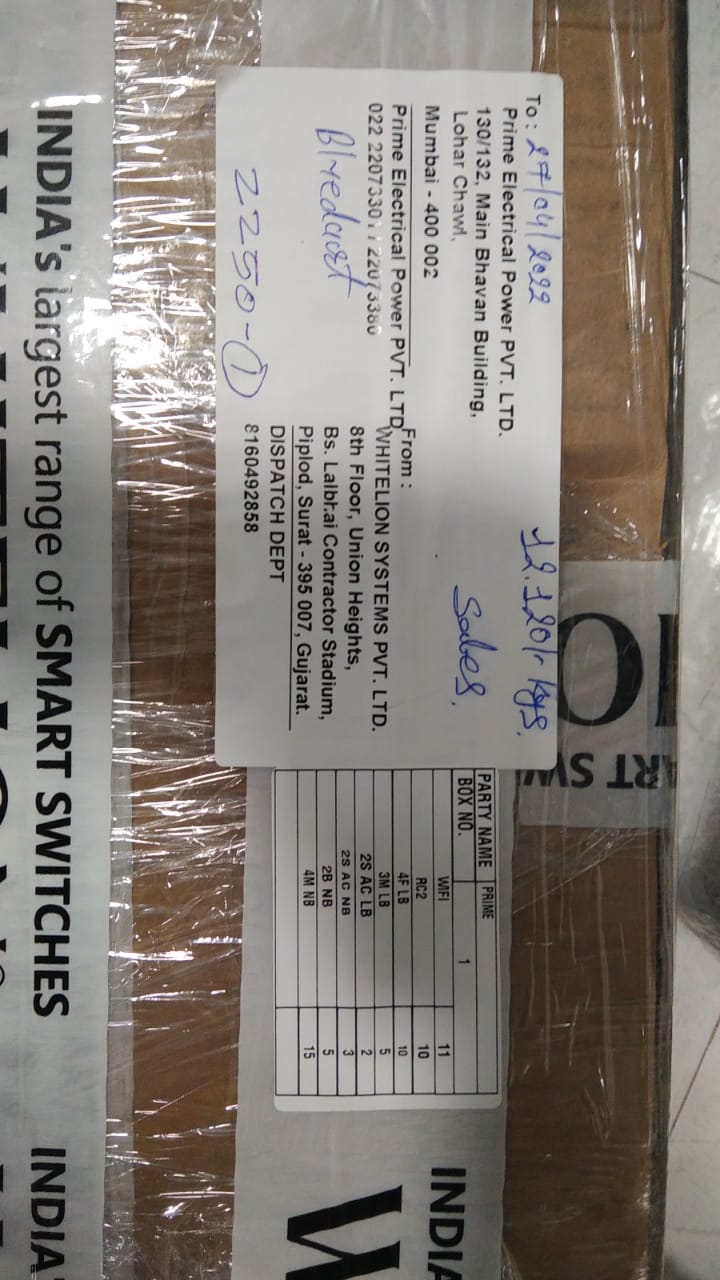 To: 27/04/2022
Prime Electrical Power PVT. LTD.
130/132, Main Bhavan Building,
Lohar Chawl,
Mumbai - 400 002
Prime Electrical Power PVT. LTD
022 22073301 / 22073380
Bluedart
2250-1
12.120/- kgs.
Sales,
From :
WHITELION SYSTEMS PVT. LTD.
8th Floor, Union Heights,
Bs. Lalbhai Contractor Stadium,
Piplod, Surat - 395 007, Gujarat.
DISPATCH DEPT
8160492858
PARTY NAME PRIME
BOX NO. 1
WIFI 11
RC2 10
4F LB 10
3M LB 5
2S AC LB 2
2S AC NB 3
2B NB 5
4M NB 15
INDIA's largest range of SMART SWITCHES
INDIA'
INDIA
W
RT SW